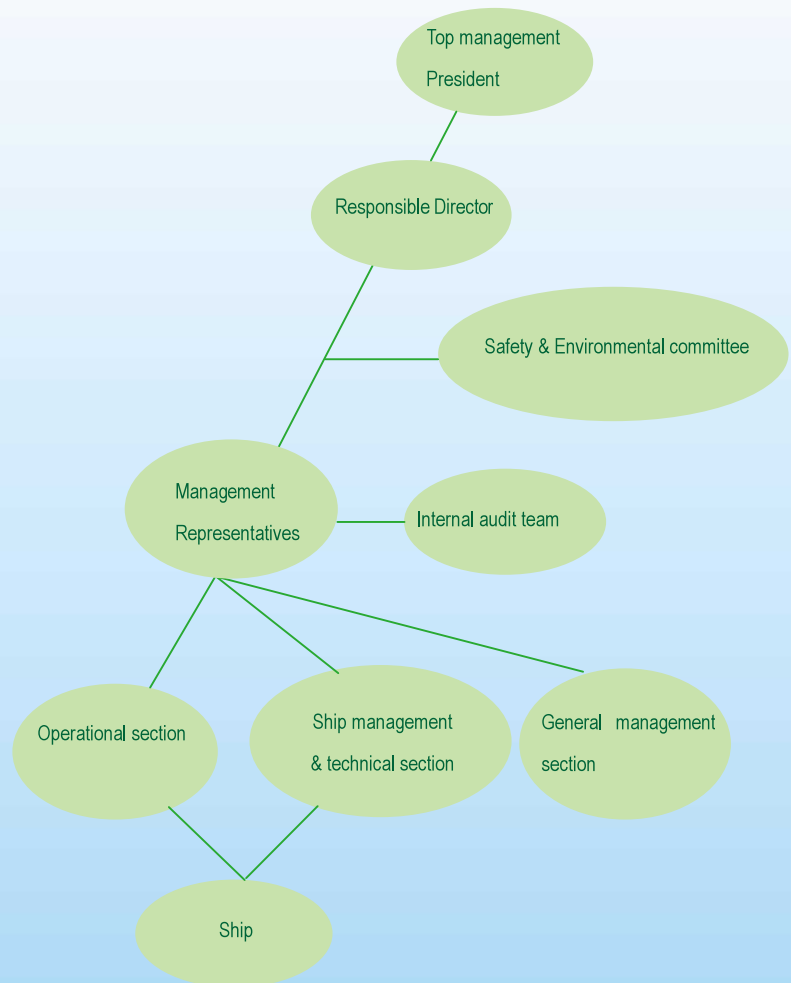 Top management
President
Responsible Director
Safety & Environmental committee
Management
Representatives
Internal audit team
Operational section
Ship management
& technical section
General management
section
Ship